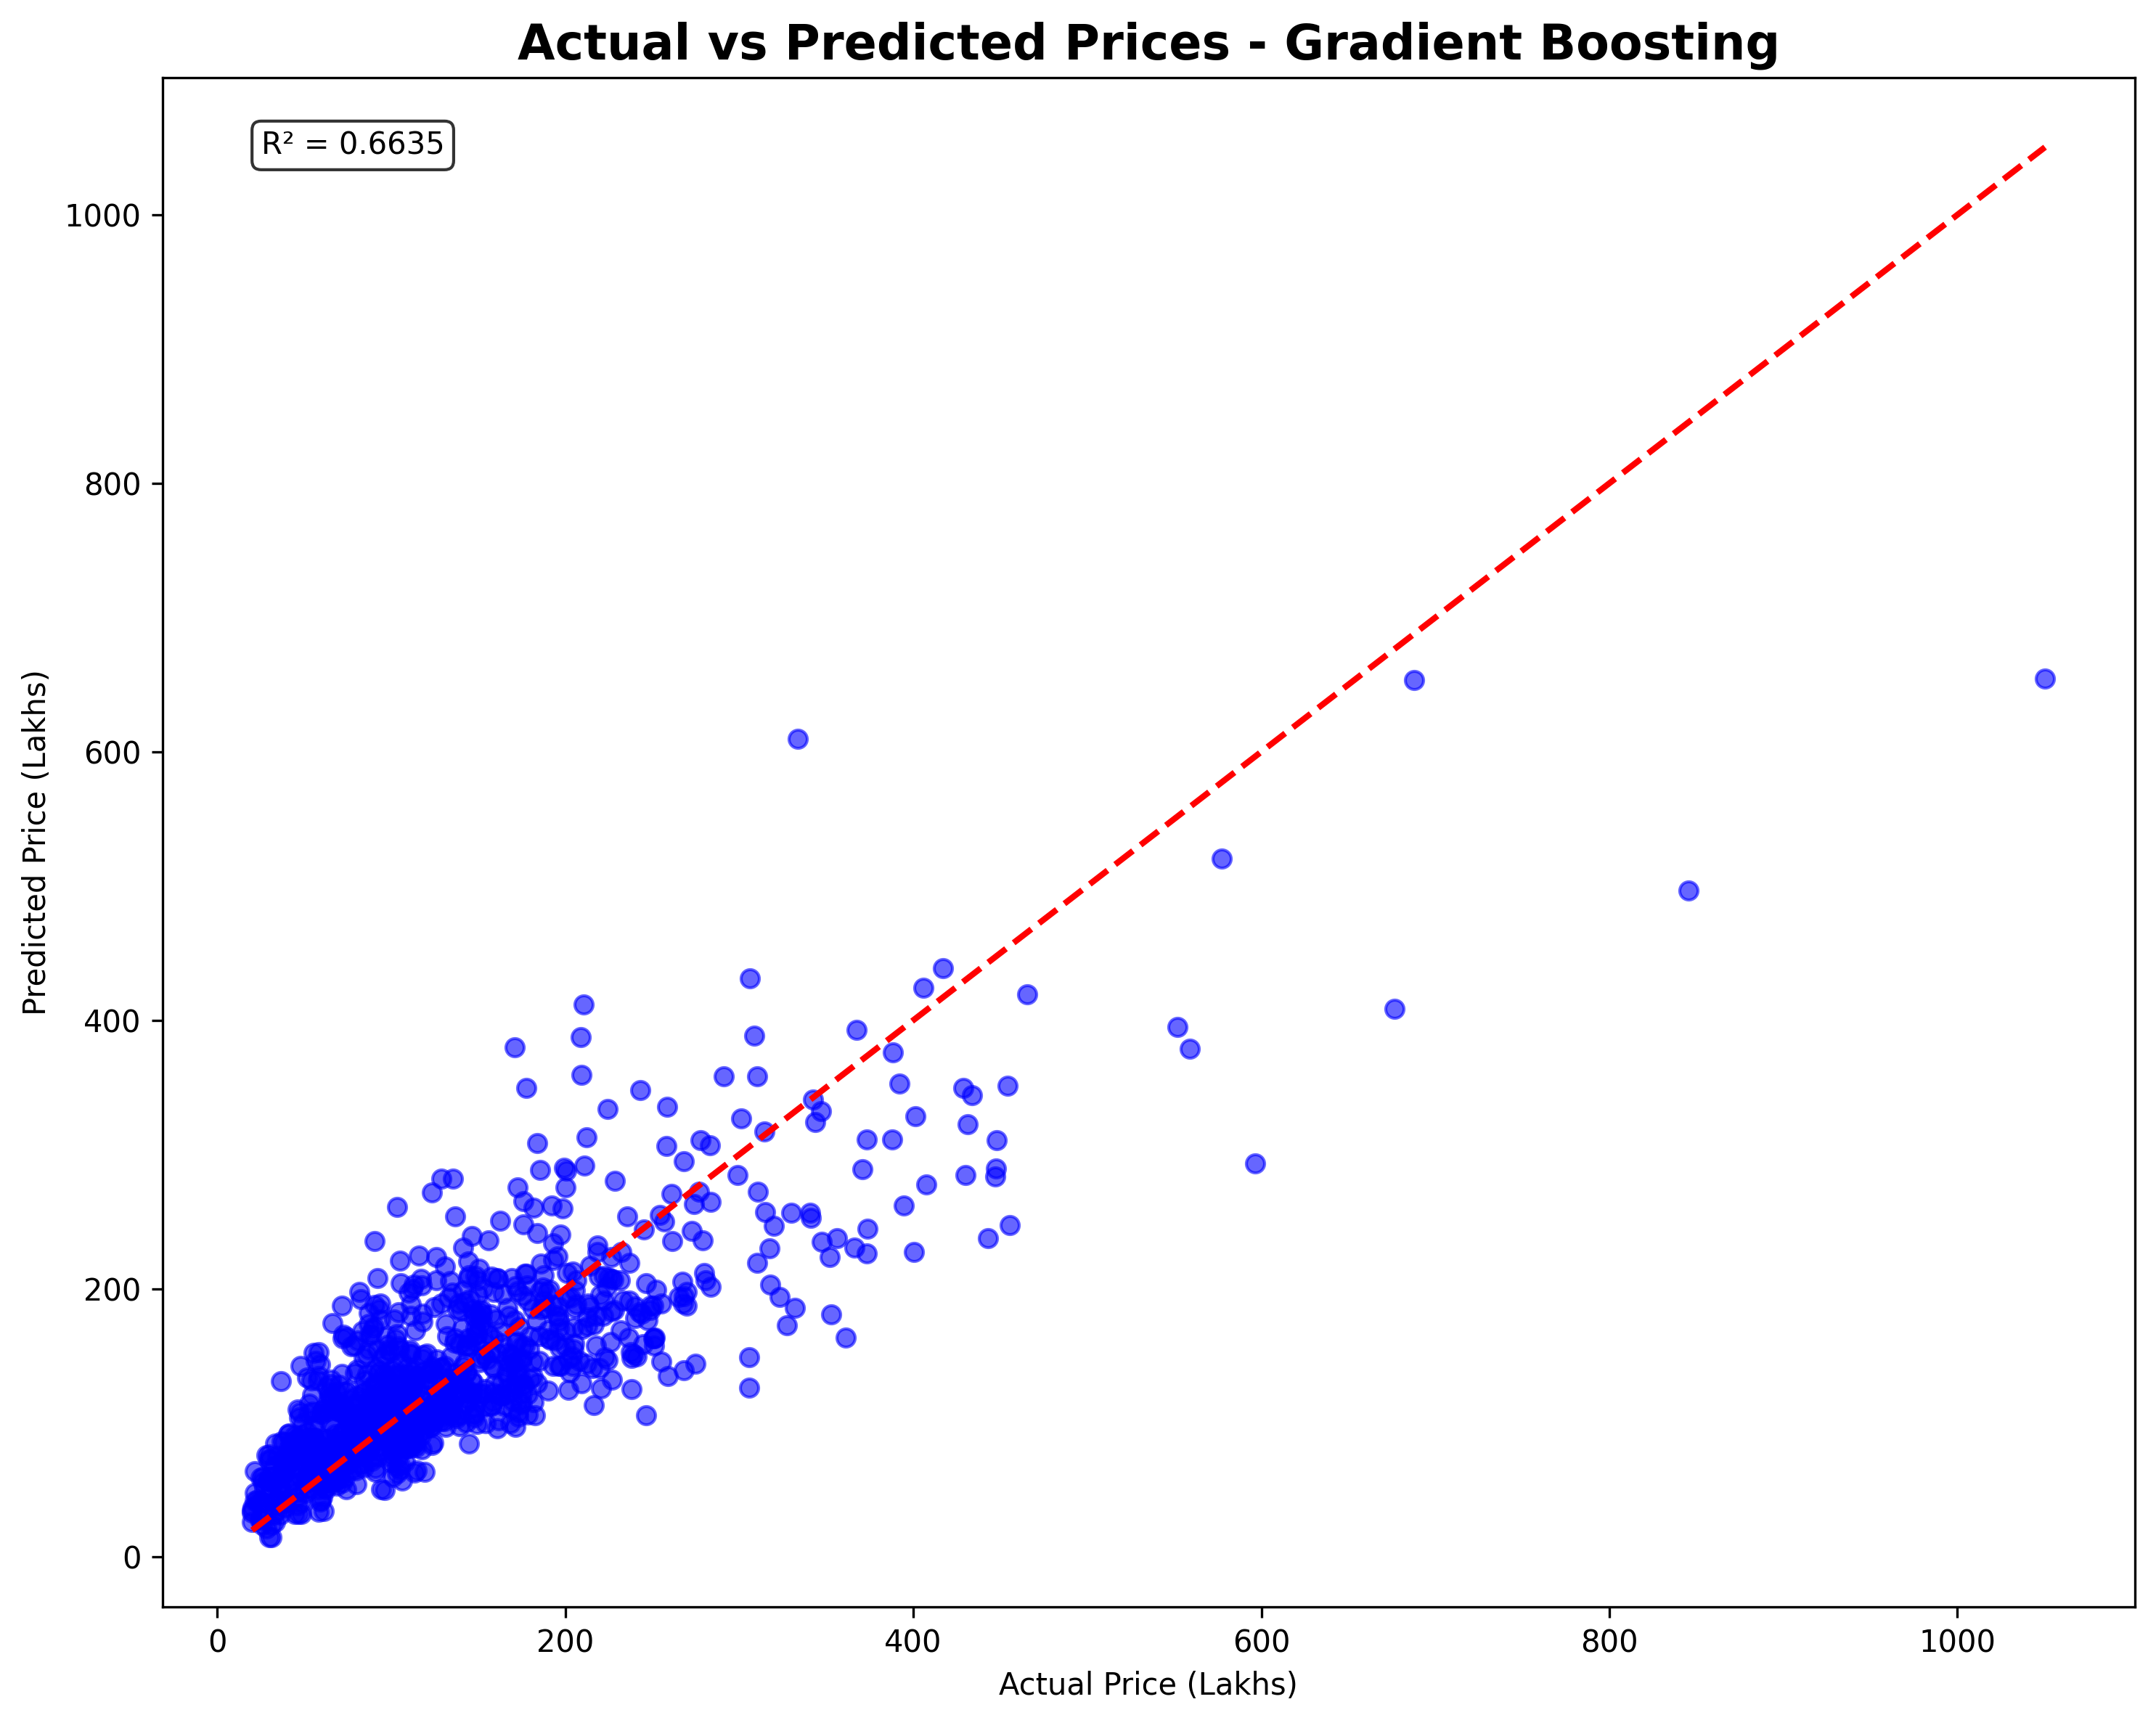 Actual vs Predicted Prices - Gradient Boosting
R² = 0.6635
1000
800
600
400
200
0
Predicted Price (Lakhs)
0 200 400 600 800 1000
Actual Price (Lakhs)